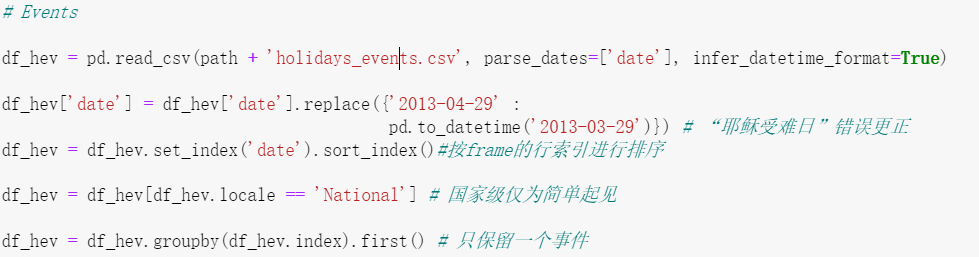 # Events
df_hev = pd.read_csv(path + 'holidays_events.csv', parse_dates=['date'], infer_datetime_format=True)
df_hev['date'] = df_hev['date'].replace({'2013-04-29' :
pd.to_datetime('2013-03-29')}) # “耶稣受难日”错误更正
df_hev = df_hev.set_index('date').sort_index()#按frame的行索引进行排序
df_hev = df_hev[df_hev.locale == 'National'] # 国家级仅为简单起见
df_hev = df_hev.groupby(df_hev.index).first() # 只保留一个事件